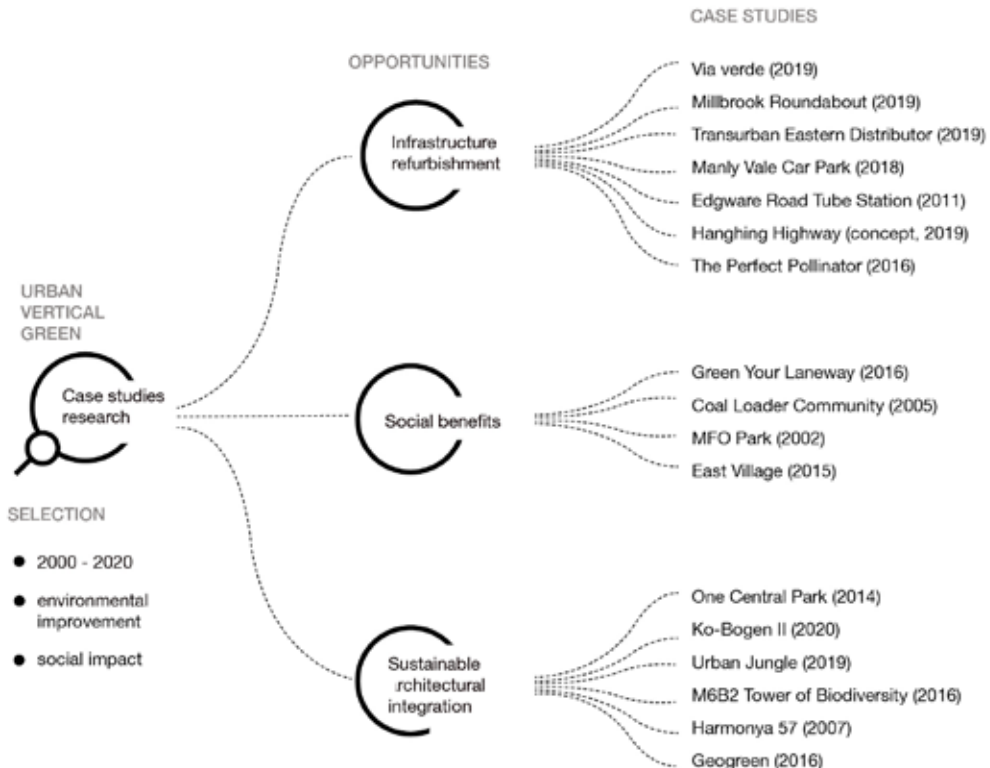 CASE STUDIES
OPPORTUNITIES
Via verde (2019)
Millbrook Roundabout (2019)
Infrastructure
refurbishment
Transurban Eastern Distributor (2019)
Manly Vale Car Park (2018)
Edgware Road Tube Station (2011)
Hanghing Highway (concept, 2019)
The Perfect Pollinator (2016)
URBAN
VERTICAL
GREEN
Case studies
research
Social benefits
Green Your Laneway (2016)
Coal Loader Community (2005)
MFO Park (2002)
East Village (2015)
SELECTION
2000 - 2020
environmental
improvement
social impact
Sustainable
rchitectural
integration
One Central Park (2014)
Ko-Bogen II (2020)
Urban Jungle (2019)
M6B2 Tower of Biodiversity (2016)
Harmonya 57 (2007)
Geogreen (2016)